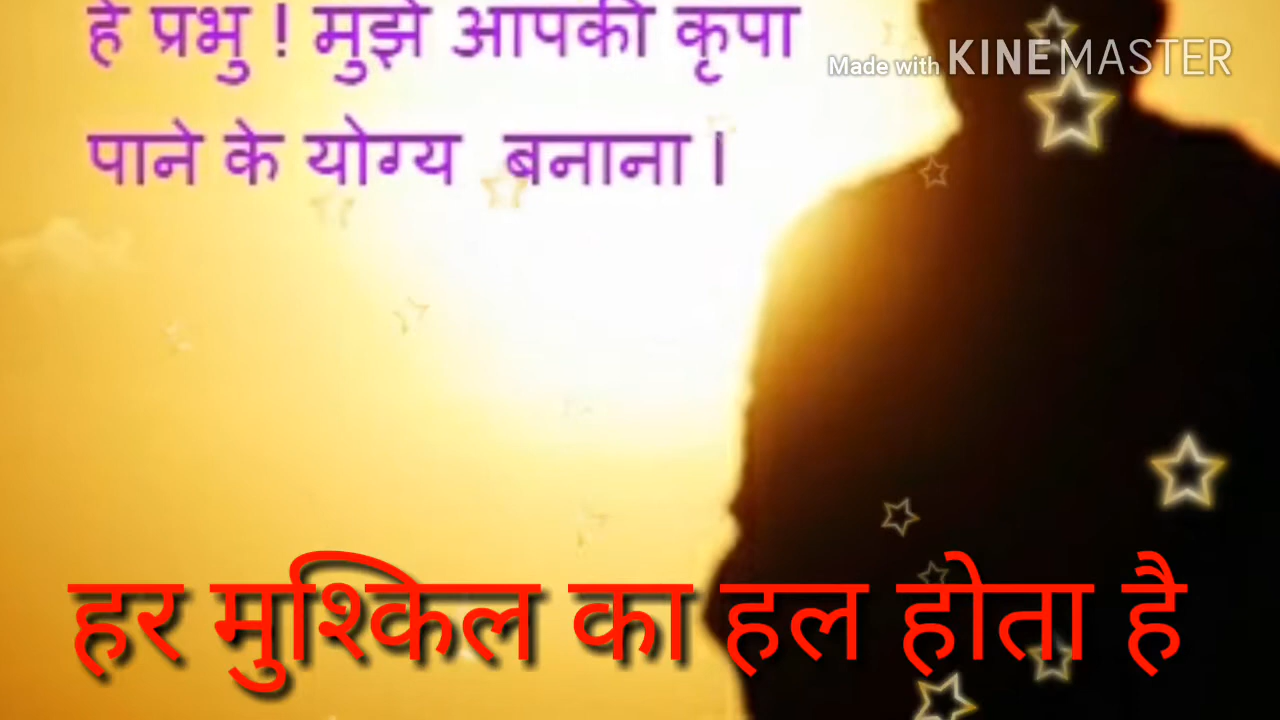 हे प्रभु ! मुझे आपकी कृपा
Made with KINEMASTER
पाने के योग्य बनाना ।
हर मुश्किल का हल होता है